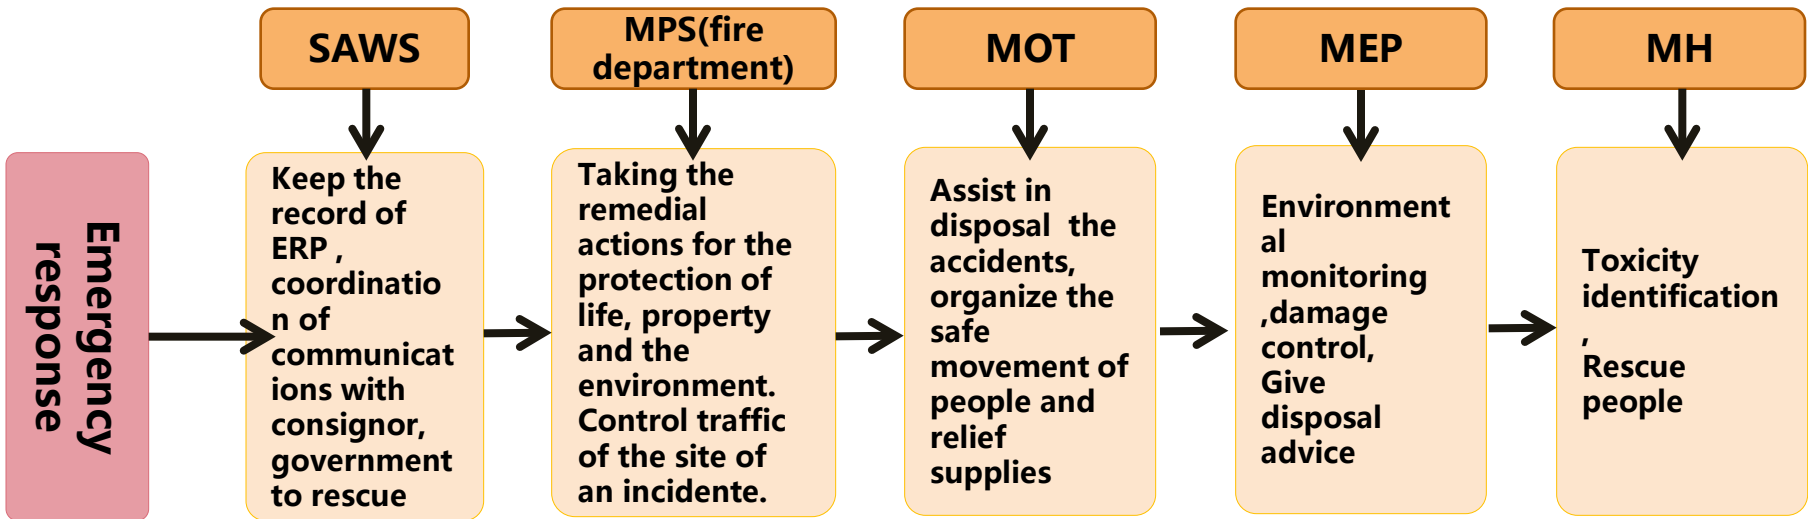 SAWS
MPS(fire
department)
MOT
MEP
MH
Emergency
response
Keep the
record of
ERP ,
coordinatio
n of
communicat
ions with
consignor,
government
to rescue
Taking the
remedial
actions for the
protection of
life, property
and the
environment.
Control traffic
of the site of
an incidente.
Assist in
disposal  the
accidents,
organize the
safe
movement of
people and
relief
supplies
Environment
al
monitoring
,damage
control,
Give
disposal
advice
Toxicity
identification
,
Rescue
people